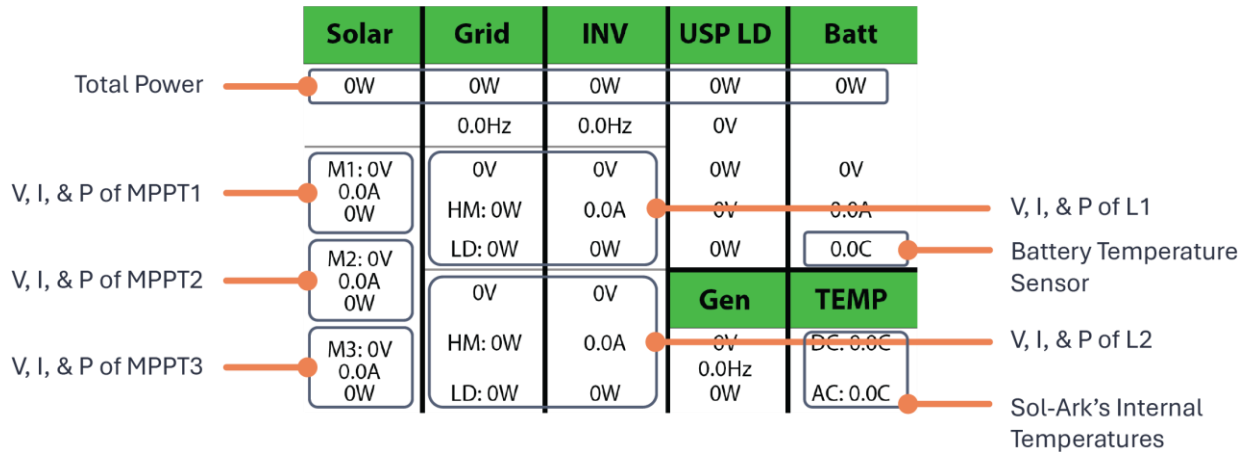 Solar Grid INV USP LD Batt
Total Power
0W 0W 0W 0W 0W
0.0Hz 0.0Hz 0V
V, I, & P of MPPT1
M1: 0V
0.0A
0W
0V 0V 0W 0V
HM: 0W 0.0A 0V 0.0A
LD: 0W 0W 0W 0.0C
V, I, & P of L1
Battery Temperature
Sensor
V, I, & P of MPPT2
M2: 0V
0.0A
0W
0V 0V
Gen TEMP
V, I, & P of MPPT3
M3: 0V
0.0A
0W
HM: 0W 0.0A 0V DC: 0.0C
0.0Hz
LD: 0W 0W 0W AC: 0.0C
V, I, & P of L2
Sol-Ark's Internal
Temperatures